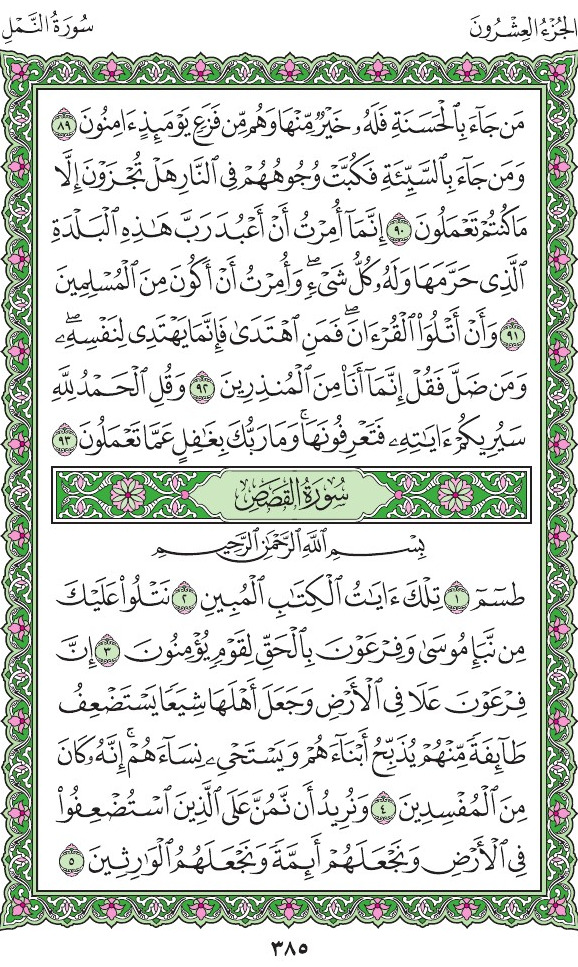 الجُزْءُ العِشْرُونَ
سُورَةُ النَّمْلِ
مَن جَآءَ بِٱلْحَسَنَةِ فَلَهُۥ خَيْرٌ مِّنْهَا وَهُم مِّن فَزَعٍ يَوْمَئِذٍ ءَامِنُونَ ٨٩
وَمَن جَآءَ بِٱلسَّيِّئَةِ فَكُبَّتْ وُجُوهُهُمْ فِي ٱلنَّارِ هَلْ تُجْزَوْنَ إِلَّا
مَا كُنتُمْ تَعْمَلُونَ ٩٠ إِنَّمَآ أُمِرْتُ أَنْ أَعْبُدَ رَبَّ هَٰذِهِ ٱلْبَلْدَةِ
ٱلَّذِي حَرَّمَهَا وَلَهُۥ كُلُّ شَيْءٍۖ وَأُمِرْتُ أَنْ أَكُونَ مِنَ ٱلْمُسْلِمِينَ
٩١ وَأَنْ أَتْلُوَا۟ ٱلْقُرْءَانَۖ فَمَنِ ٱهْتَدَىٰ فَإِنَّمَا يَهْتَدِي لِنَفْسِهِۦۖ
وَمَن ضَلَّ فَقُلْ إِنَّمَآ أَنَا۠ مِنَ ٱلْمُنذِرِينَ ٩٢ وَقُلِ ٱلْحَمْدُ لِلَّهِ
سَيُرِيكُمْ ءَايَٰتِهِۦ فَتَعْرِفُونَهَاۚ وَمَا رَبُّكَ بِغَٰفِلٍ عَمَّا تَعْمَلُونَ ٩٣
سُورَةُ القَصَصِ
بِسْمِ ٱللَّهِ ٱلرَّحْمَٰنِ ٱلرَّحِيمِ
طسٓمٓ ١ تِلْكَ ءَايَٰتُ ٱلْكِتَٰبِ ٱلْمُبِينِ ٢ نَتْلُوا۟ عَلَيْكَ
مِن نَّبَإِ مُوسَىٰ وَفِرْعَوْنَ بِٱلْحَقِّ لِقَوْمٍ يُؤْمِنُونَ ٣ إِنَّ
فِرْعَوْنَ عَلَا فِي ٱلْأَرْضِ وَجَعَلَ أَهْلَهَا شِيَعًا يَسْتَضْعِفُ
طَآئِفَةً مِّنْهُمْ يُذَبِّحُ أَبْنَآءَهُمْ وَيَسْتَحْيِۦ نِسَآءَهُمْۚ إِنَّهُۥ كَانَ
مِنَ ٱلْمُفْسِدِينَ ٤ وَنُرِيدُ أَن نَّمُنَّ عَلَى ٱلَّذِينَ ٱسْتُضْعِفُوا۟
فِي ٱلْأَرْضِ وَنَجْعَلَهُمْ أَئِمَّةً وَنَجْعَلَهُمُ ٱلْوَٰرِثِينَ ٥
٣٨٥